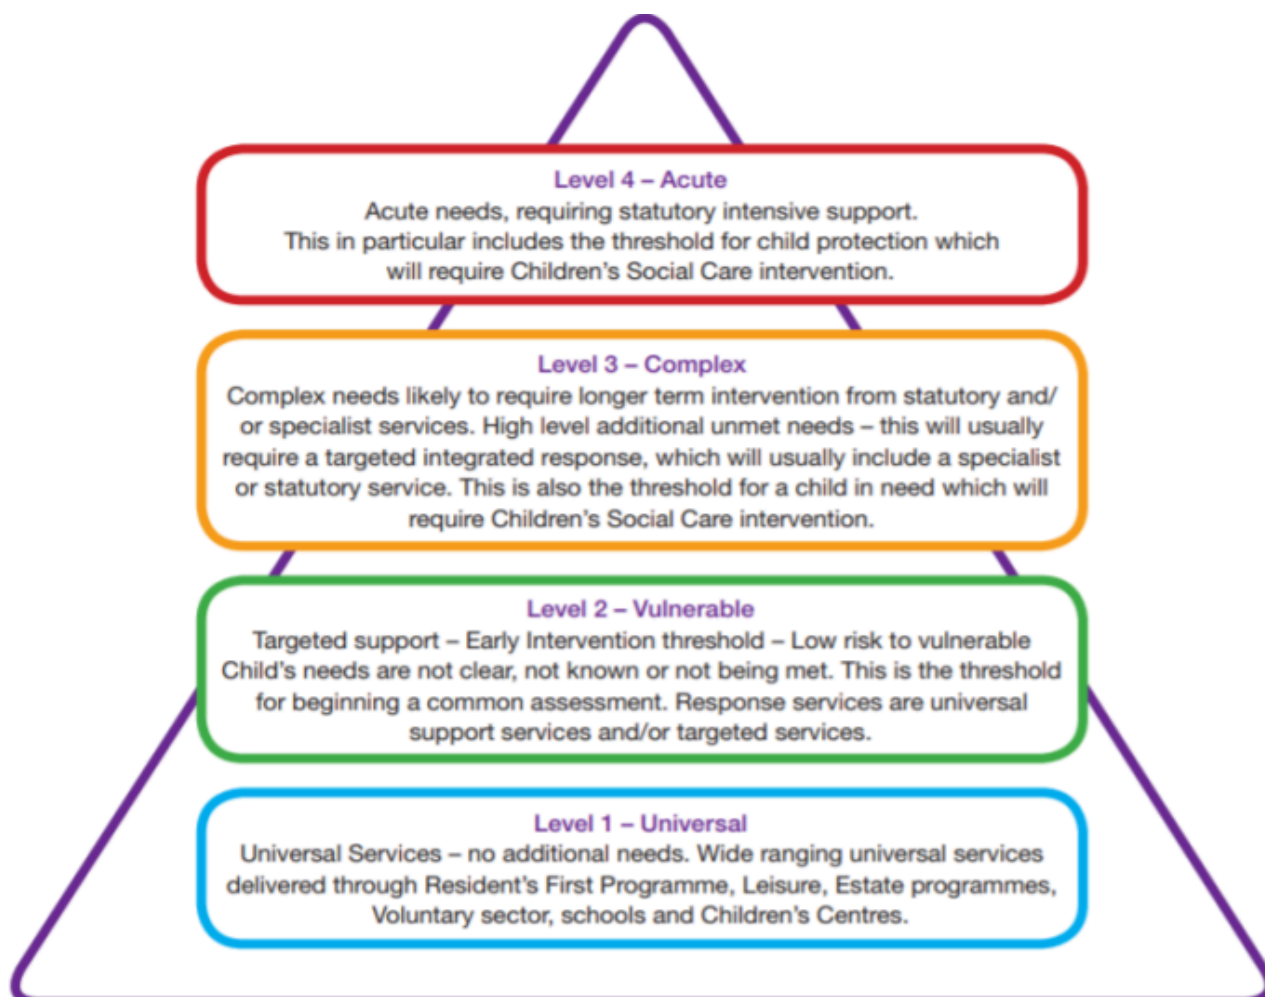 Level 4 – Acute
Acute needs, requiring statutory intensive support.
This in particular includes the threshold for child protection which
will require Children’s Social Care intervention.
Level 3 – Complex
Complex needs likely to require longer term intervention from statutory and/
or specialist services. High level additional unmet needs – this will usually
require a targeted integrated response, which will usually include a specialist
or statutory service. This is also the threshold for a child in need which will
require Children’s Social Care intervention.
Level 2 – Vulnerable
Targeted support – Early Intervention threshold – Low risk to vulnerable
Child’s needs are not clear, not known or not being met. This is the threshold
for beginning a common assessment. Response services are universal
support services and/or targeted services.
Level 1 – Universal
Universal Services – no additional needs. Wide ranging universal services
delivered through Resident’s First Programme, Leisure, Estate programmes,
Voluntary sector, schools and Children’s Centres.